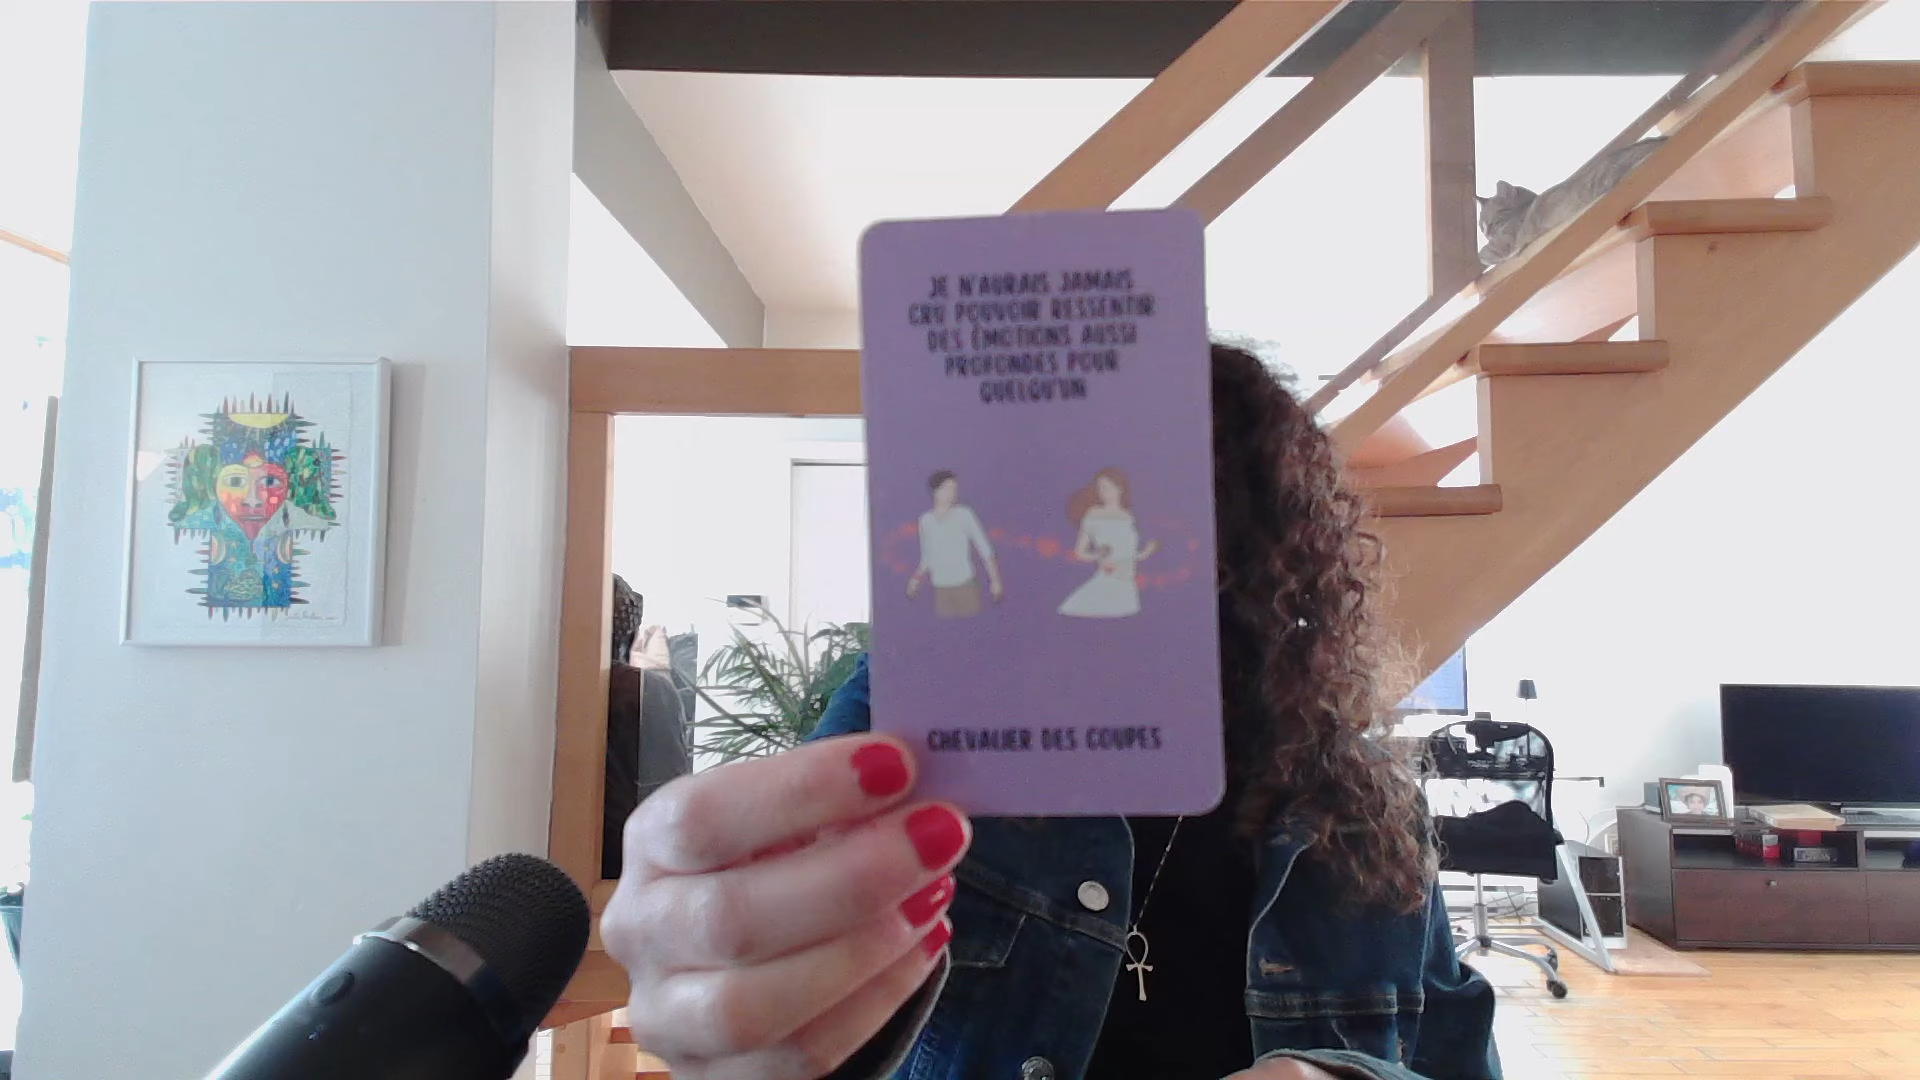 JE N'AURAIS JAMAIS
CRU POUVOIR RESSENTIR
DES ÉMOTIONS AUSSI
PROFONDES POUR
QUELQU'UN
CHEVALIER DES COUPES